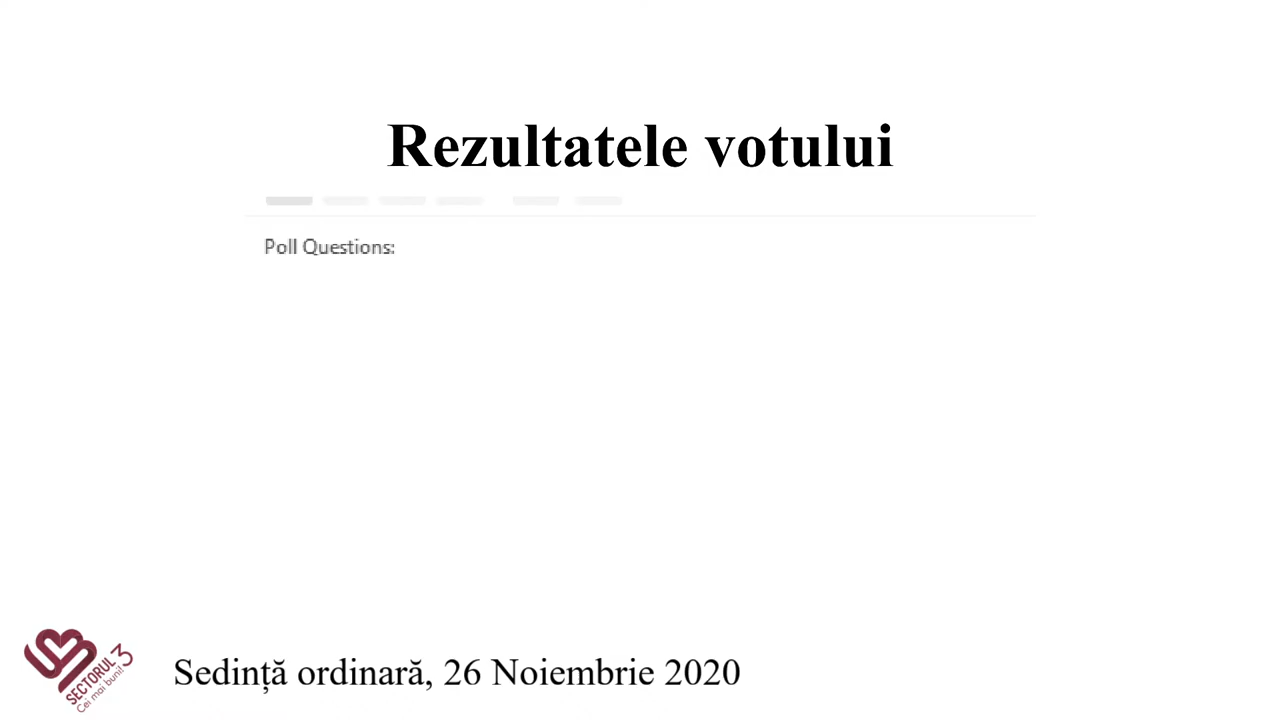 Rezultatele votului
Poll Questions:
SECTORUL 3
Cei mai buni!
Sedință ordinară, 26 Noiembrie 2020